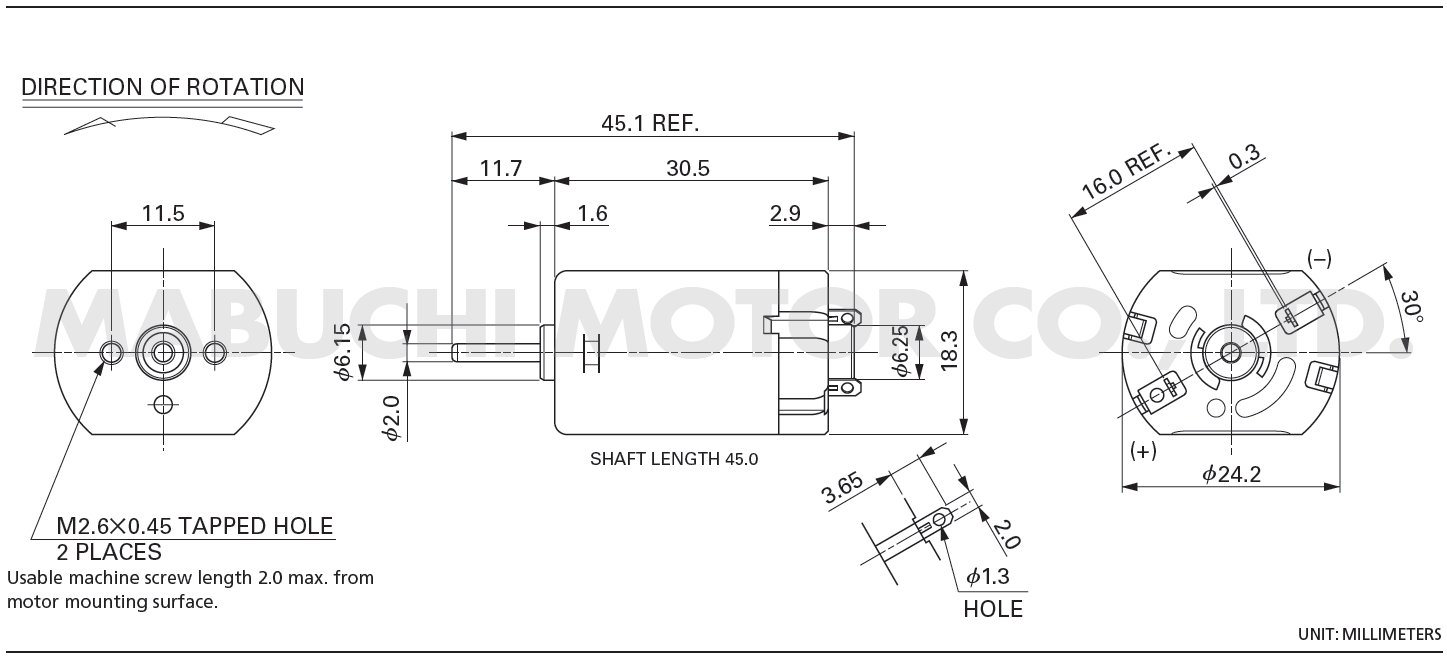 DIRECTION OF ROTATION
45.1 REF.
11.7
30.5
11.5
1.6
2.9
16.0 REF.
0.3
(−)
30°
MABUCHI MOTOR CO., LTD.
ϕ6.15
ϕ2.0
ϕ6.25
18.3
SHAFT LENGTH 45.0
(+)
ϕ24.2
3.65
2.0
ϕ1.3
HOLE
M2.6×0.45 TAPPED HOLE
2 PLACES
Usable machine screw length 2.0 max. from
motor mounting surface.
UNIT: MILLIMETERS